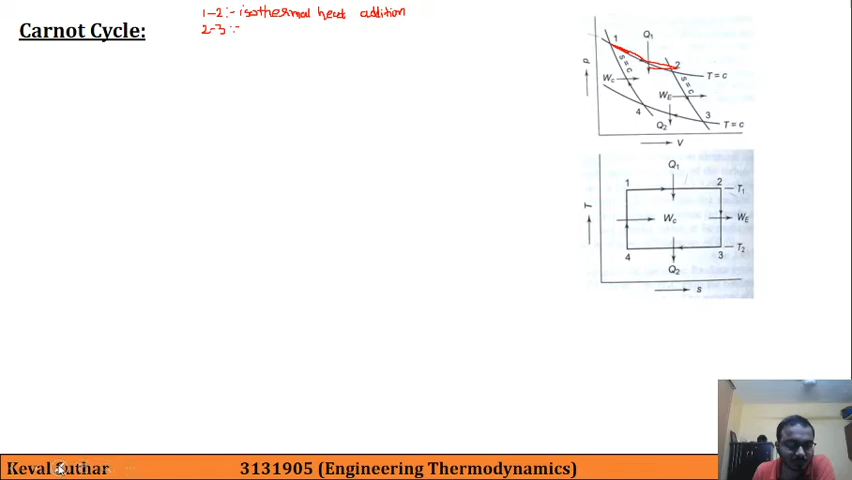 1-2:- isothermal heat addition
Carnot Cycle:
2-3:-
Q1
1
2
S = C
S = C
T = c
p
Wc
WE
4
3
Q2
T = c
V
Q1
1
2
T1
T
Wc
WE
T2
4
3
Q2
s
Keval Suthar
3131905 (Engineering Thermodynamics)